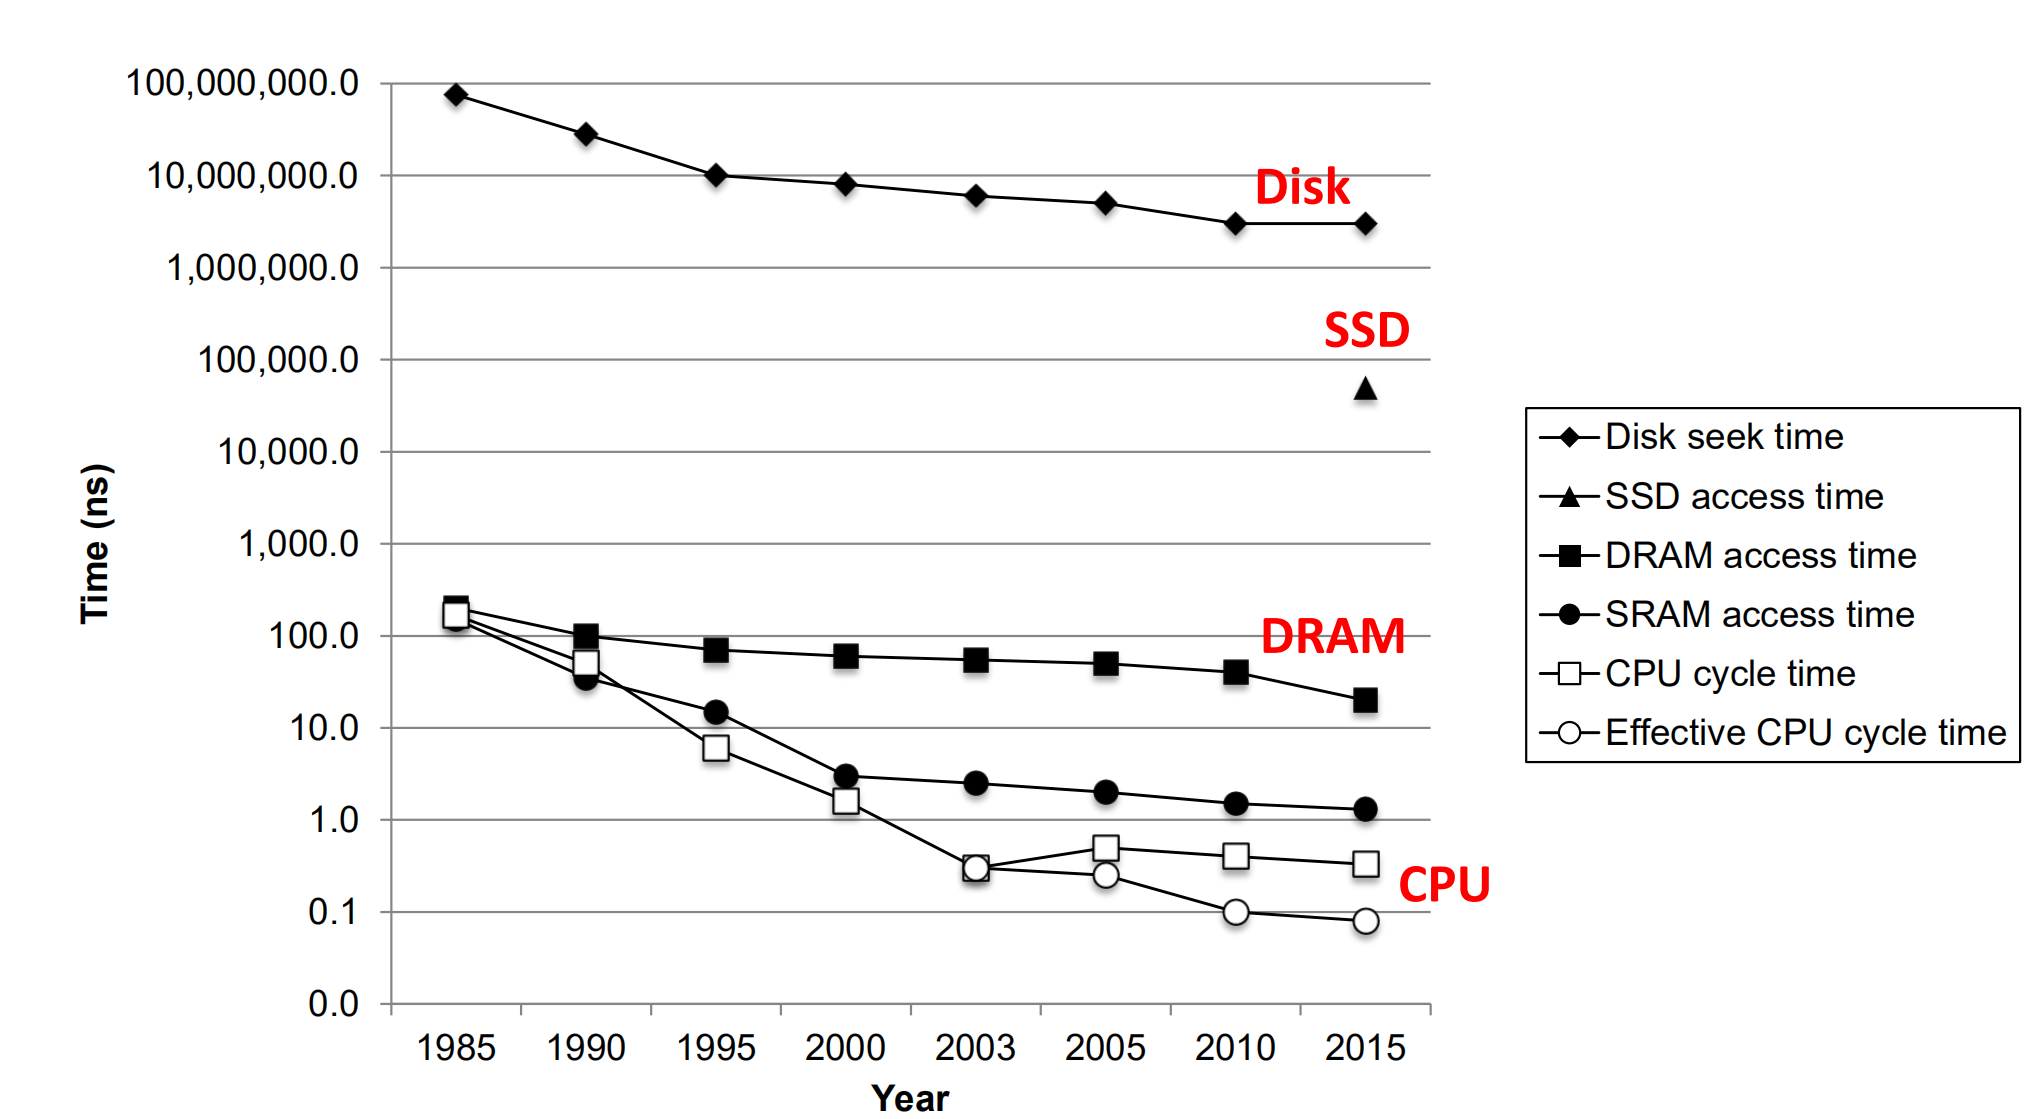 100,000,000.0
10,000,000.0
1,000,000.0
100,000.0
10,000.0
1,000.0
100.0
10.0
1.0
0.1
0.0
Time (ns)
Disk
SSD
DRAM
CPU
Disk seek time
SSD access time
DRAM access time
SRAM access time
CPU cycle time
Effective CPU cycle time
1985 1990 1995 2000 2003 2005 2010 2015
Year